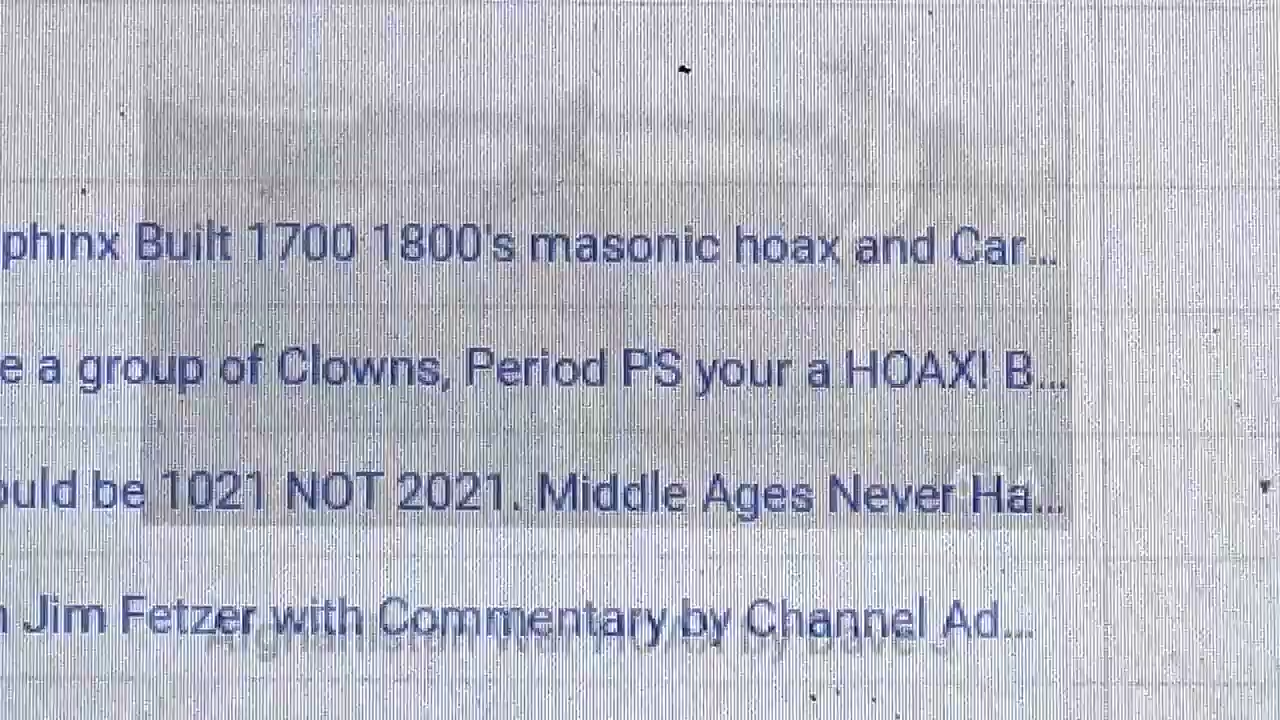 phinx Built 1700 1800's masonic hoax and Car...
e a group of Clowns, Period PS your a HOAX! B...
ould be 1021 NOT 2021. Middle Ages Never Ha...
n Jim Fetzer with Commentary by Channel Ad...